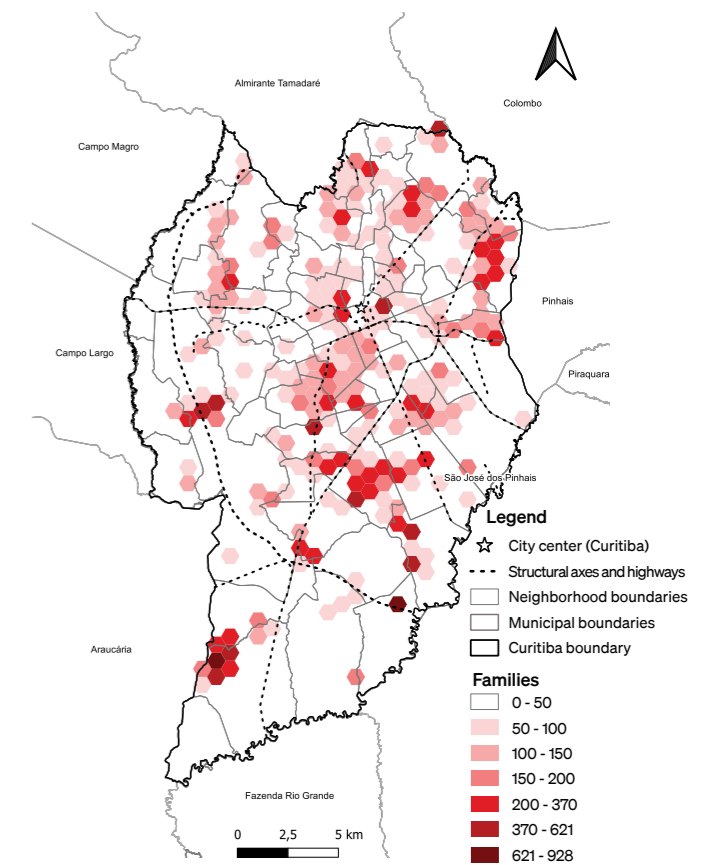 Almirante Tamadaré
Colombo
Campo Magro
Pinhais
Campo Largo
Piraquara
São José dos Pinhais
Legend
City center (Curitiba)
Structural axes and highways
Neighborhood boundaries
Municipal boundaries
Curitiba boundary
Araucária
Families
0 - 50
50 - 100
100 - 150
150 - 200
200 - 370
370 - 621
621 - 928
Fazenda Rio Grande
0 2,5 5 km